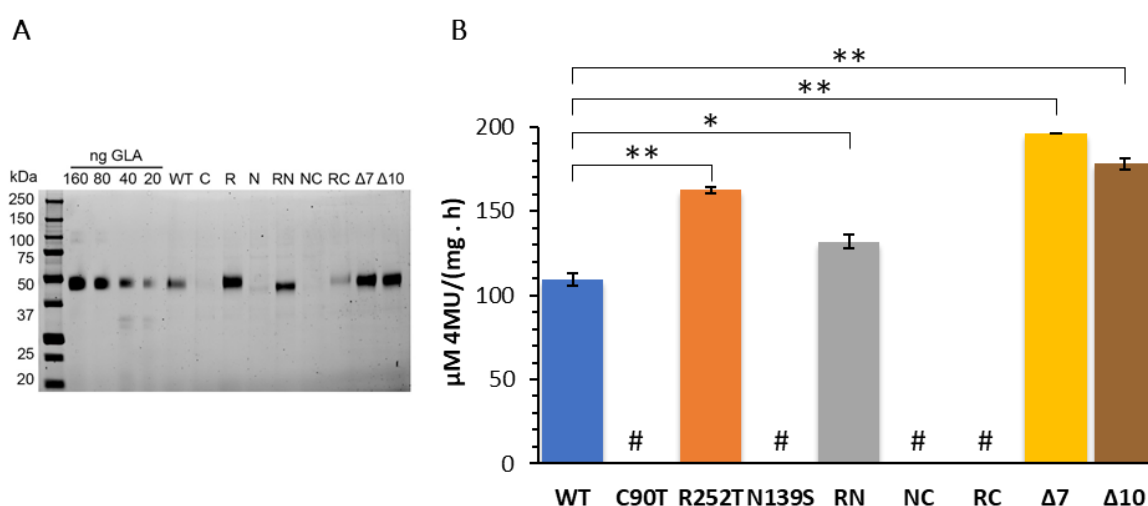 A
ng GLA
kDa 160 80 40 20 WT C R N RN NC RC Δ7 Δ10
250
150
100
75
50
37
25
20
B
**
**
*
**
µM 4MU/(mg . h)
200
150
100
50
0
# # # #
WT C90T R252T N139S RN NC RC Δ7 Δ10